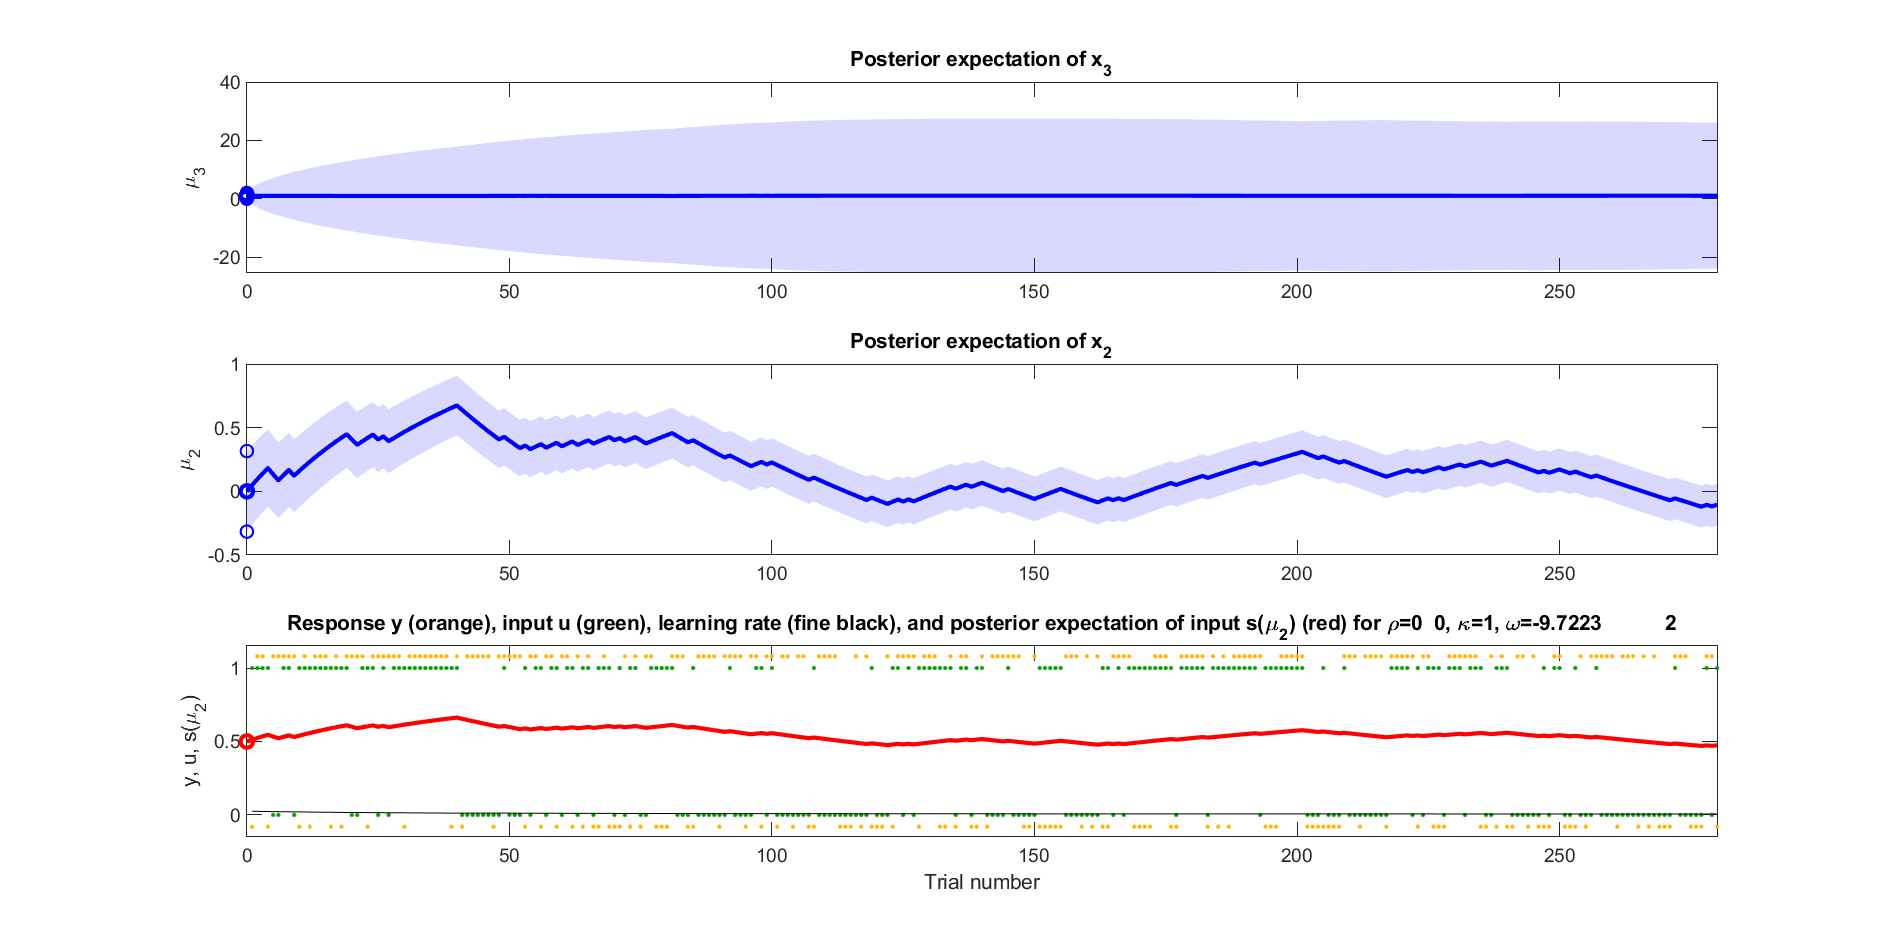 Posterior expectation of x3
40
20
0
-20
μ3
0 50 100 150 200 250
Posterior expectation of x2
1
0.5
0
-0.5
μ2
0 50 100 150 200 250
Response y (orange), input u (green), learning rate (fine black), and posterior expectation of input s(μ2) (red) for ρ=0 0, κ=1, ω=-9.7223 2
1
0.5
0
y, u, s(μ2)
0 50 100 150 200 250
Trial number